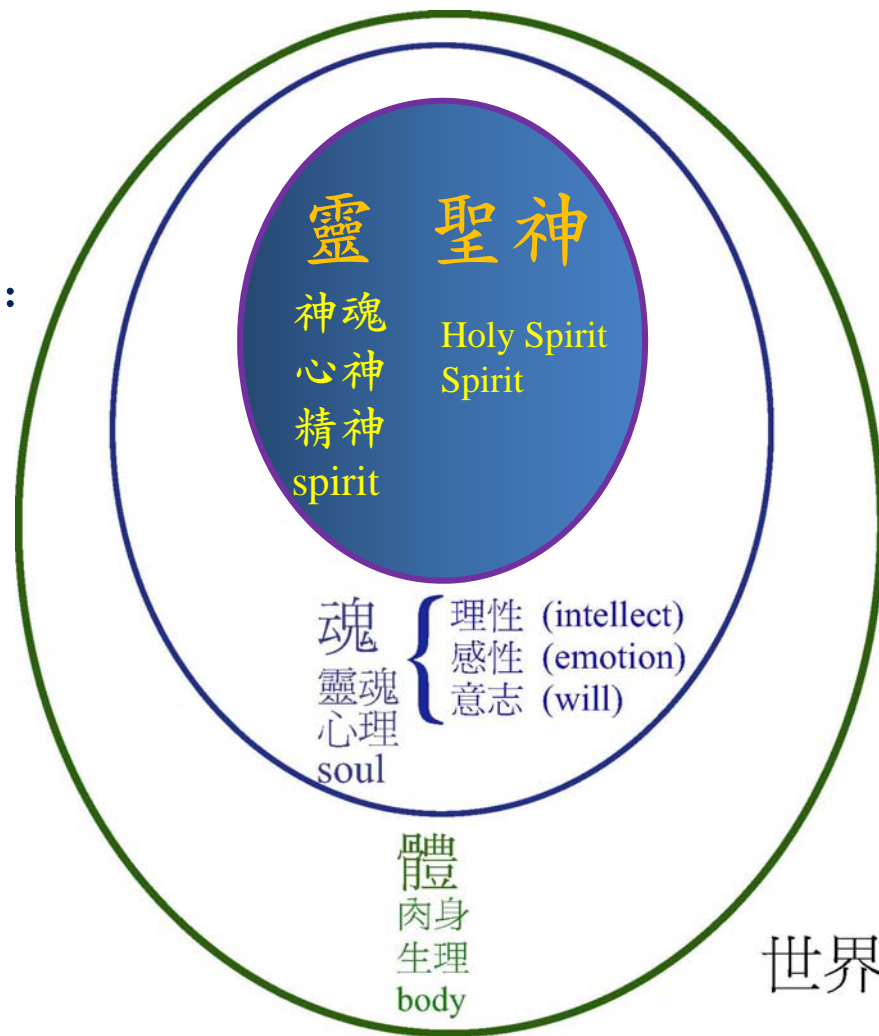 靈 聖神
:
神魂
心神
精神
spirit
Holy Spirit
Spirit
魂
靈魂
心理
soul
{
理性 (intellect)
感性 (emotion)
意志 (will)
體
肉身
生理
body
世界